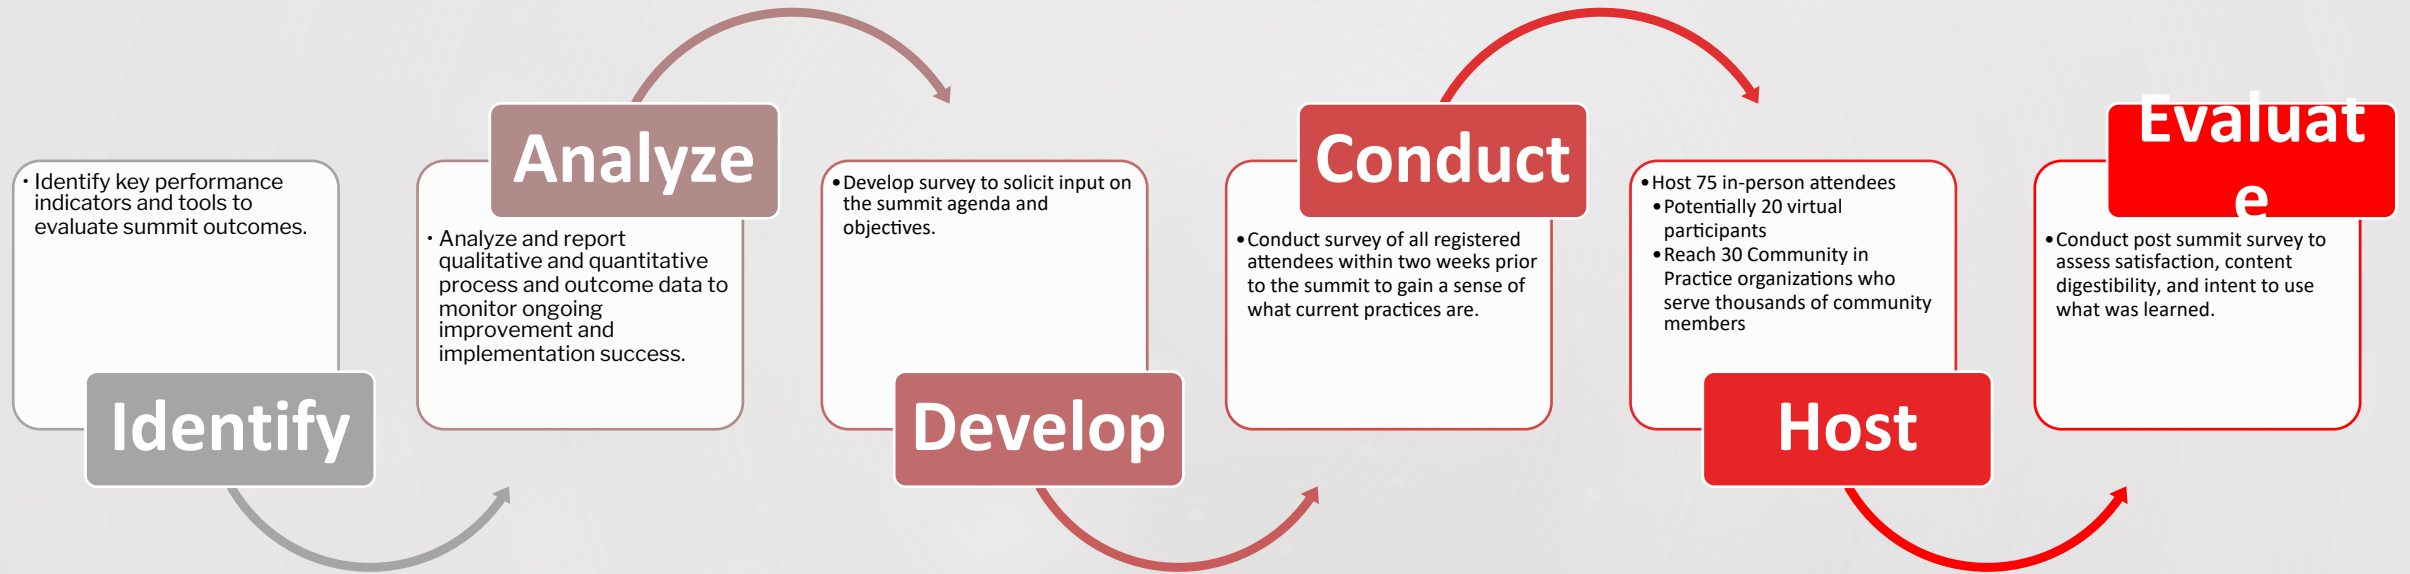 • Identify key performance
indicators and tools to
evaluate summit outcomes.
Identify
Analyze
• Analyze and report
qualitative and quantitative
process and outcome data to
monitor ongoing
improvement and
implementation success.
• Develop survey to solicit input on
the summit agenda and
objectives.
Develop
Conduct
• Conduct survey of all registered
attendees within two weeks prior
to the summit to gain a sense of
what current practices are.
• Host 75 in-person attendees
• Potentially 20 virtual
participants
• Reach 30 Community in
Practice organizations who
serve thousands of community
members
Host
Evaluat
e
• Conduct post summit survey to
assess satisfaction, content
digestibility, and intent to use
what was learned.